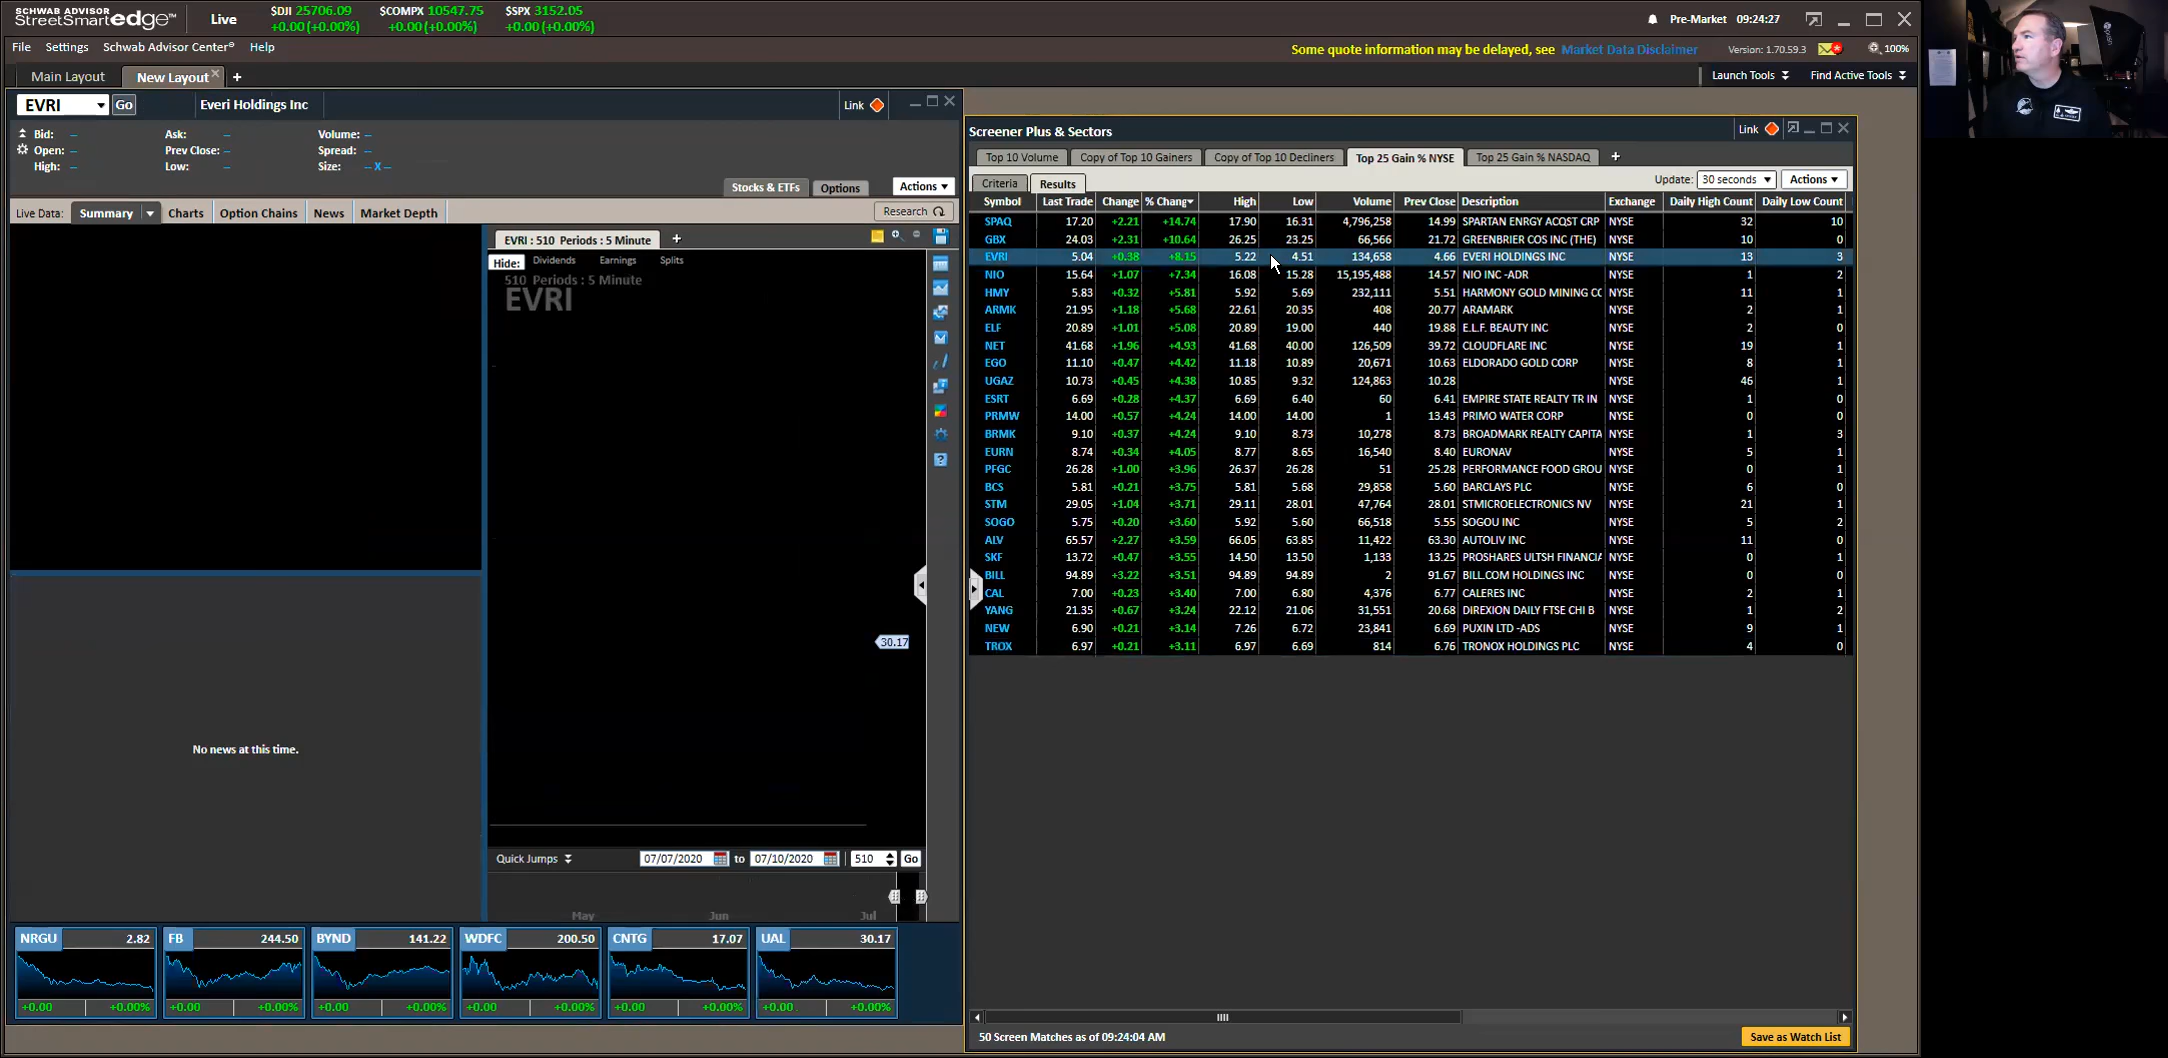 SCHWAB ADVISOR
StreetSmartedge™
Live
$DJI 25706.09
+0.00 (+0.00%)
$COMPX 10547.75
+0.00 (+0.00%)
$SPX 3152.05
+0.00 (+0.00%)
Pre-Market 09:24:27
File Settings Schwab Advisor Center® Help
Some quote information may be delayed, see Market Data Disclaimer
Version: 1.70.59.3
100%
Main Layout New Layout +
Launch Tools Find Active Tools
EVRI Go Everi Holdings Inc Link
Bid: – Ask: – Volume: –
Open: – Prev Close: – Spread: –
High: – Low: – Size: – X –
Stocks & ETFs Options Actions
Live Data: Summary Charts Option Chains News Market Depth Research
EVRI : 510 Periods : 5 Minute +
Hide: Dividends Earnings Splits
510 Periods : 5 Minute
EVRI
30.17
No news at this time.
Quick Jumps 07/07/2020 to 07/10/2020 510 Go
May Jun Jul
NRGU 2.82
+0.00 +0.00%
FB 244.50
+0.00 +0.00%
BYND 141.22
+0.00 +0.00%
WDFC 200.50
+0.00 +0.00%
CNTG 17.07
+0.00 +0.00%
UAL 30.17
+0.00 +0.00%
Screener Plus & Sectors Link
Top 10 Volume Copy of Top 10 Gainers Copy of Top 10 Decliners Top 25 Gain % NYSE Top 25 Gain % NASDAQ +
Criteria Results Update: 30 seconds Actions
Symbol Last Trade Change % Chang High Low Volume Prev Close Description Exchange Daily High Count Daily Low Count
SPAQ 17.20 +2.21 +14.74 17.90 16.31 4,796,258 14.99 SPARTAN ENRGY ACQST CRP NYSE 32 10
GBX 24.03 +2.31 +10.64 26.25 23.25 66,566 21.72 GREENBRIER COS INC (THE) NYSE 10 0
EVRI 5.04 +0.38 +8.15 5.22 4.51 134,658 4.66 EVERI HOLDINGS INC NYSE 13 3
NIO 15.64 +1.07 +7.34 16.08 15.28 15,195,488 14.57 NIO INC -ADR NYSE 1 2
HMY 5.83 +0.32 +5.81 5.92 5.69 232,111 5.51 HARMONY GOLD MINING CO NYSE 11 1
ARMK 21.95 +1.18 +5.68 22.61 20.35 408 20.77 ARAMARK NYSE 2 1
ELF 20.89 +1.01 +5.08 20.89 19.00 440 19.88 E.L.F. BEAUTY INC NYSE 2 0
NET 41.68 +1.96 +4.93 41.68 40.00 126,509 39.72 CLOUDFLARE INC NYSE 19 1
EGO 11.10 +0.47 +4.42 11.18 10.89 20,671 10.63 ELDORADO GOLD CORP NYSE 8 1
UGAZ 10.73 +0.45 +4.38 10.85 9.32 124,863 10.28 NYSE 46 1
ESRT 6.69 +0.28 +4.37 6.69 6.40 60 6.41 EMPIRE STATE REALTY TR IN NYSE 1 0
PRMW 14.00 +0.57 +4.24 14.00 14.00 1 13.43 PRIMO WATER CORP NYSE 0 0
BRMK 9.10 +0.37 +4.24 9.10 8.73 10,278 8.73 BROADMARK REALTY CAPITA NYSE 1 3
EURN 8.74 +0.34 +4.05 8.77 8.65 16,540 8.40 EURONAV NYSE 5 1
PFGC 26.28 +1.00 +3.96 26.37 26.28 51 25.28 PERFORMANCE FOOD GROU NYSE 0 1
BCS 5.81 +0.21 +3.75 5.81 5.68 29,858 5.60 BARCLAYS PLC NYSE 6 0
STM 29.05 +1.04 +3.71 29.11 28.01 47,764 28.01 STMICROELECTRONICS NV NYSE 21 1
SOGO 5.75 +0.20 +3.60 5.92 5.60 66,518 5.55 SOGOU INC NYSE 5 2
ALV 65.57 +2.27 +3.59 66.05 63.85 11,422 63.30 AUTOLIV INC NYSE 11 0
SKF 13.72 +0.47 +3.55 14.50 13.50 1,133 13.25 PROSHARES ULTSH FINANCIA NYSE 0 1
BILL 94.89 +3.22 +3.51 94.89 94.89 2 91.67 BILL.COM HOLDINGS INC NYSE 0 0
CAL 7.00 +0.23 +3.40 7.00 6.80 4,376 6.77 CALERES INC NYSE 2 1
YANG 21.35 +0.67 +3.24 22.12 21.06 31,551 20.68 DIREXION DAILY FTSE CHI B NYSE 1 2
NEW 6.90 +0.21 +3.14 7.26 6.72 23,841 6.69 PUXIN LTD -ADS NYSE 9 1
TROX 6.97 +0.21 +3.11 6.97 6.69 814 6.76 TRONOX HOLDINGS PLC NYSE 4 0
50 Screen Matches as of 09:24:04 AM
Save as Watch List